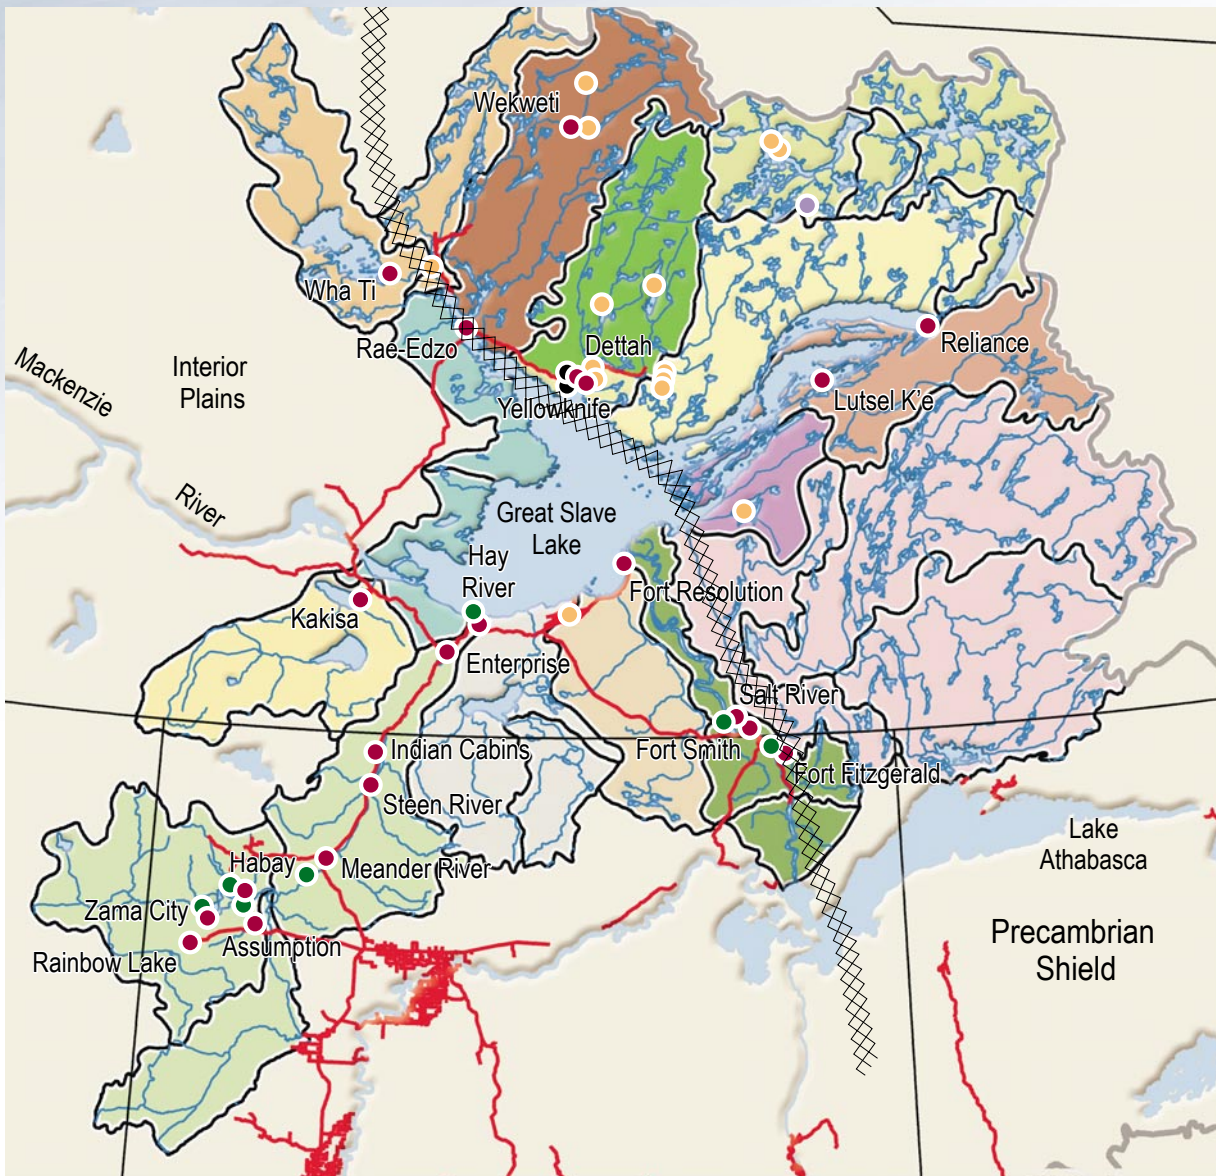 Wekweti
Wha Ti
Rae-Edzo
Dettah
Reliance
Mackenzie
Interior
Plains
Lutsel K'e
Yellowknife
River
Great Slave
Lake
Hay
River
Fort Resolution
Kakisa
Enterprise
Salt River
Indian Cabins
Fort Smith
Fort Fitzgerald
Steen River
Lake
Athabasca
Habay
Meander River
Zama City
Assumption
Rainbow Lake
Precambrian
Shield